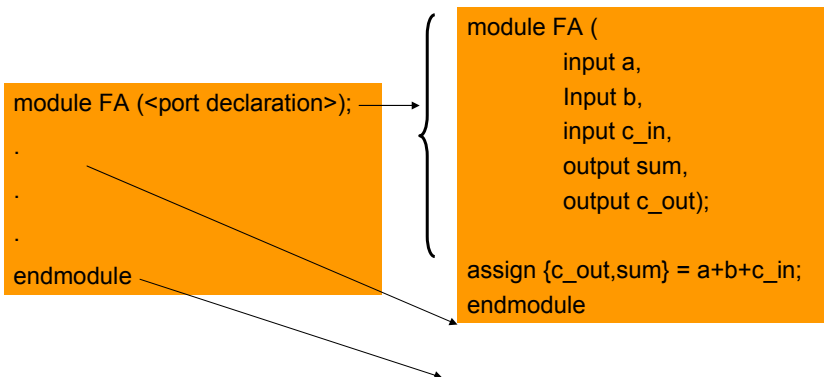 module FA (<port declaration>);
.
.
.
endmodule
module FA (
input a,
Input b,
input c_in,
output sum,
output c_out);
assign {c_out,sum} = a+b+c_in;
endmodule